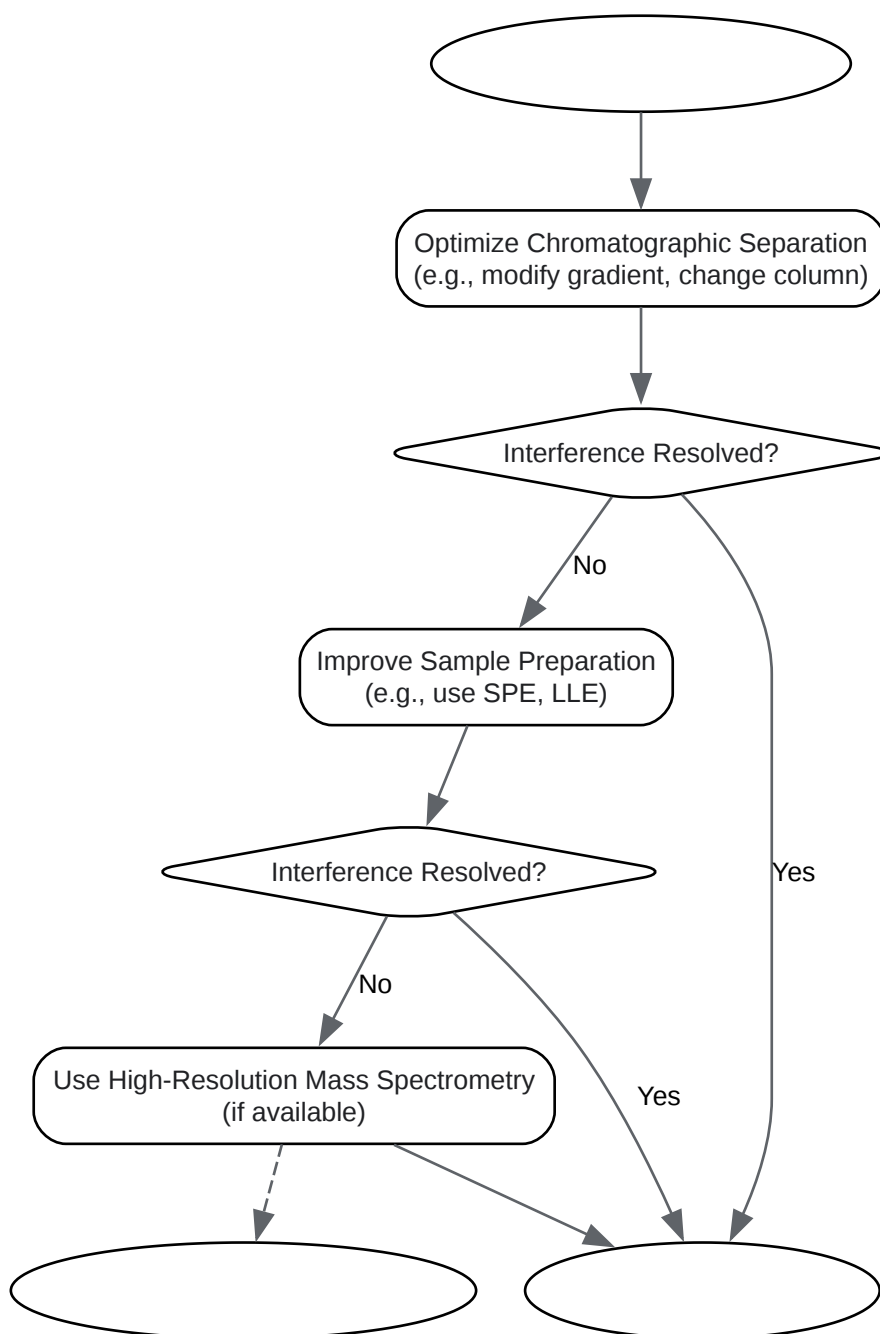 Optimize Chromatographic Separation
(e.g., modify gradient, change column)
Interference Resolved?
No
Improve Sample Preparation
(e.g., use SPE, LLE)
Interference Resolved?
Yes
No
Use High-Resolution Mass Spectrometry
(if available)
Yes